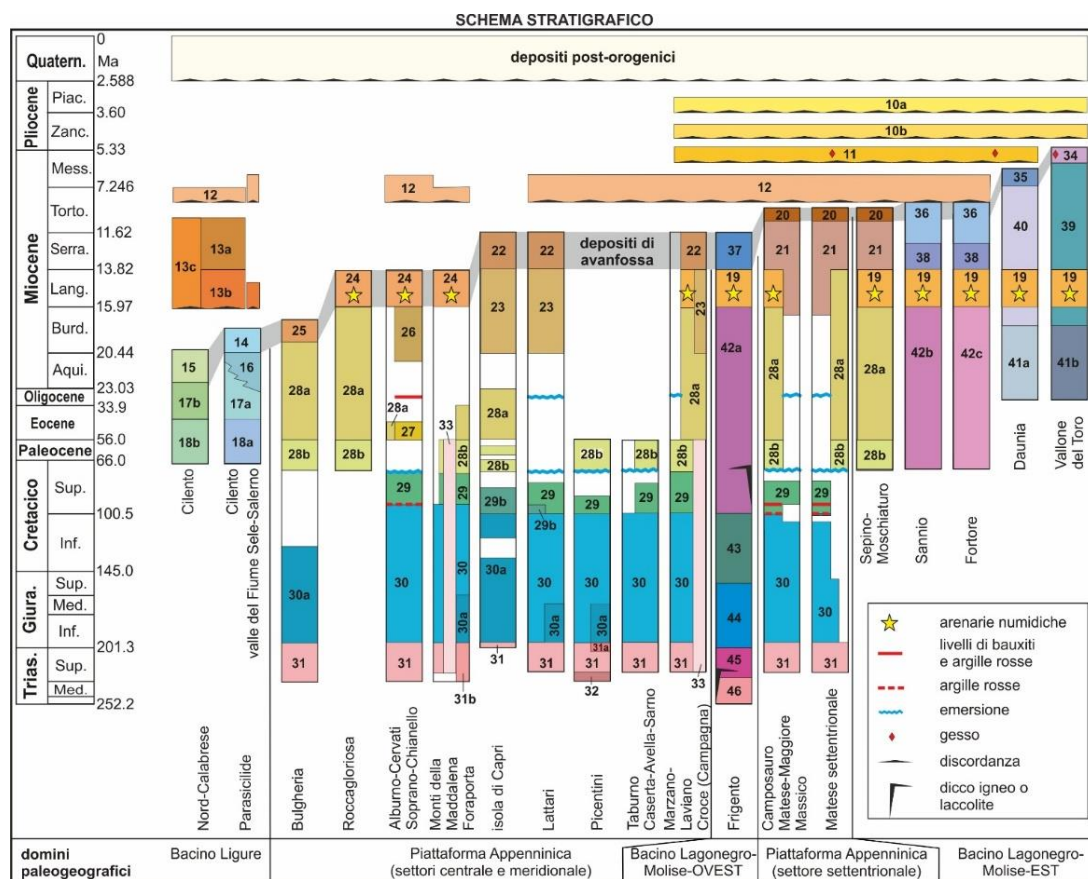 SCHEMA STRATIGRAFICO
0
Ma
Quatern.
depositi post-orogenici
2.588
Pliocene
Piac.
10a
3.60
Zanc.
10b
5.33
Miocene
Mess.
11
34
35
7.246
12
12
12
Torto.
20
20
20
36
36
40
39
11.62
13c
13a
Serra.
22
22
depositi di
avanfossa
22
37
21
21
21
38
38
13.82
13b
Lang.
24
24
24
19
19
19
19
19
19
19
15.97
23
23
23
Burd.
25
14
26
42a
20.44
Aqui.
15
16
28a
28a
28a
28a
28a
28a
28a
42b
42c
41a
41b
23.03
Oligocene
17b
17a
33.9
28a
33
Eocene
18b
18a
27
56.0
Paleocene
28b
28b
28b
28b
28b
28b
28b
28b
28b
28b
66.0
Cretacico
Sup.
29
29
29b
29
29
29
29
29
29
29b
100.5
Inf.
30a
30
30
30
30
30
30
30
30
43
145.0
Giura.
Sup.
Med.
Inf.
30a
30a
30a
44
201.3
Trias.
Sup.
31
31
31
31
31a
31
31
31
31
31
45
Med.
31b
32
33
46
252.2
Cilento
Cilento
valle del Fiume Sele-Salerno
Sepino-
Moschiaturo
Sannio
Fortore
Daunia
Vallone
del Toro
arenarie numidiche
livelli di bauxiti
e argille rosse
argille rosse
emersione
gesso
discordanza
dicco igneo o
laccolite
Nord-Calabrese
Parasicilide
Bulgheria
Roccagloriosa
Alburno-Cervati
Soprano-Chianello
Monti della
Maddalena
Foraporta
isola di Capri
Lattari
Picentini
Taburno
Caserta-Avella-Sarno
Marzano-
Laviano
Croce (Campagna)
Frigento
Camposauro
Matese-Maggiore
Massico
Matese settentrionale
domini
paleogeografici
Bacino Ligure
Piattaforma Appenninica
(settori centrale e meridionale)
Bacino Lagonegro-
Molise-OVEST
Piattaforma Appenninica
(settore settentrionale)
Bacino Lagonegro-
Molise-EST